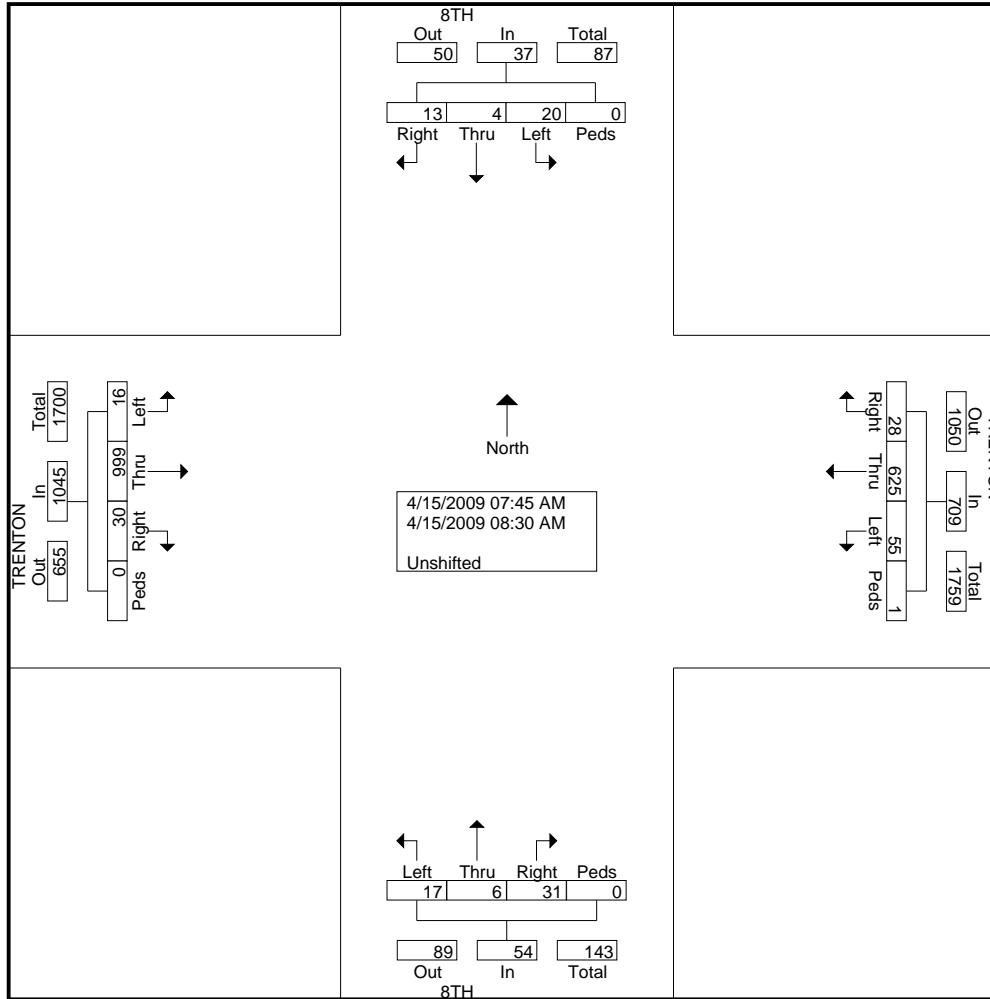 8TH
Out In Total
50 37 87
13 4 20 0
Right Thru Left Peds
North
4/15/2009 07:45 AM
4/15/2009 08:30 AM
Unshifted
TRENTON
Total In Out
1700 1045 655
16 999 30 0
Left Thru Right Peds
Right Thru Left Peds
28 625 55 1
1050 709 1759
Out In Total
Left Thru Right Peds
17 6 31 0
89 54 143
Out In Total
8TH